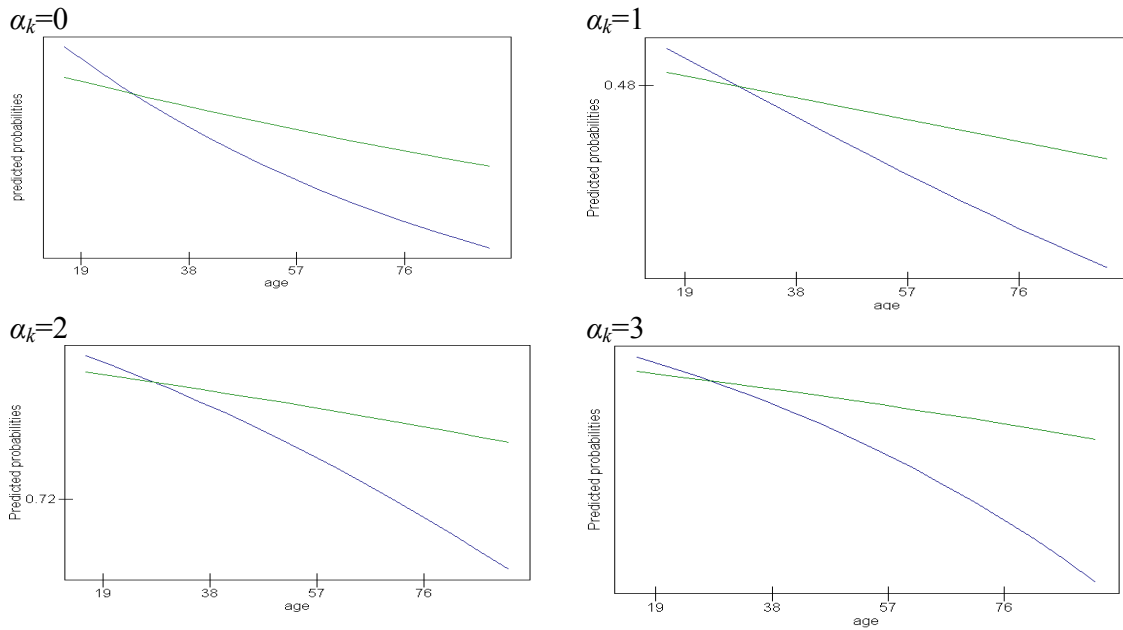 αk=0
predicted probabilities
19 38 57 76
age
αk=1
0.48
Predicted probabilities
19 38 57 76
age
αk=2
Predicted probabilities
0.72
19 38 57 76
age
αk=3
Predicted probabilities
19 38 57 76
age